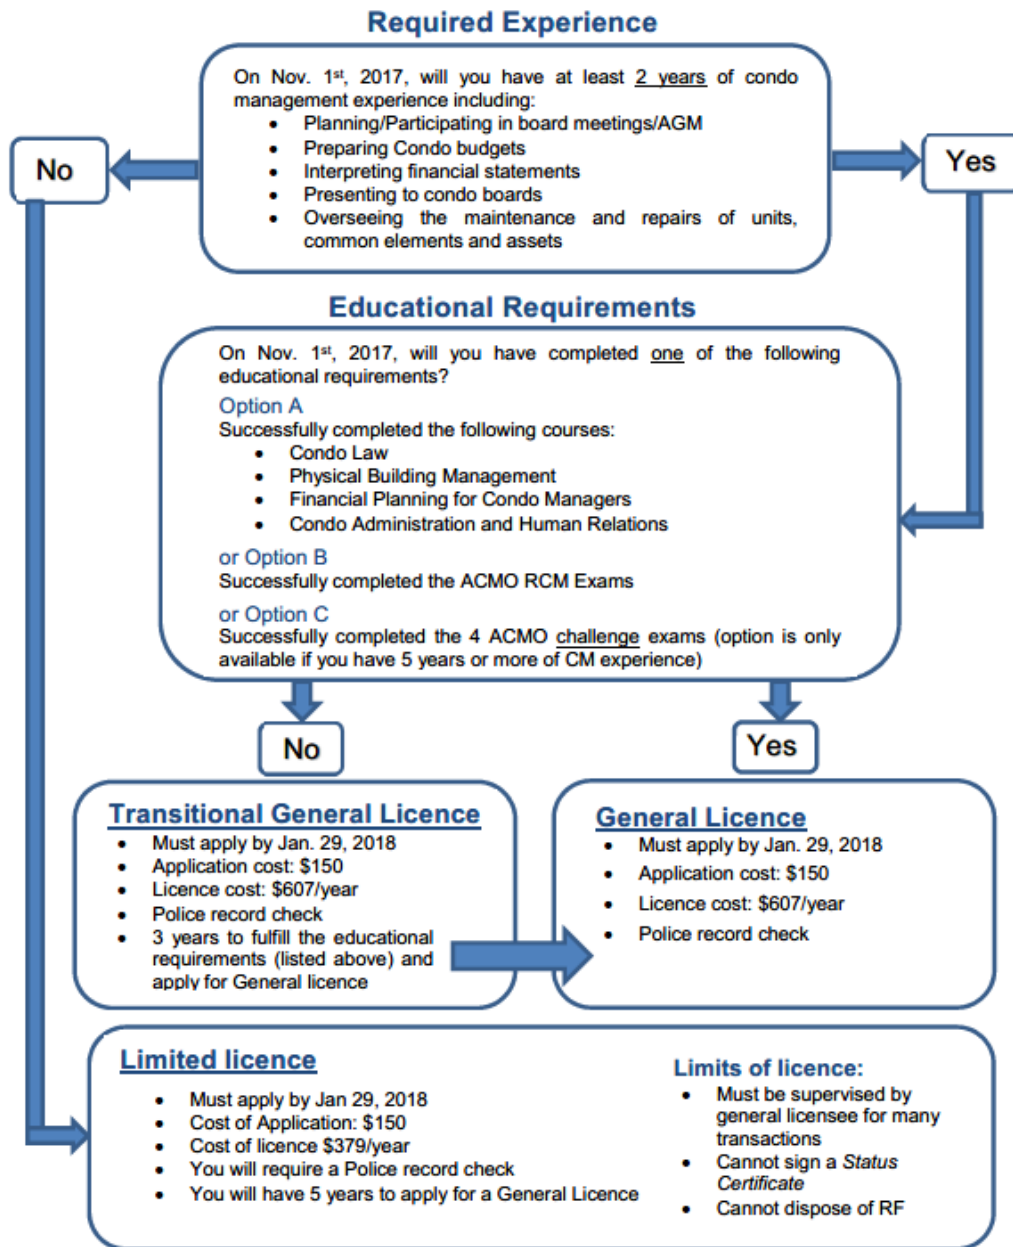 Required Experience
On Nov. 1st, 2017, will you have at least 2 years of condo
management experience including:
• Planning/Participating in board meetings/AGM
• Preparing Condo budgets
• Interpreting financial statements
• Presenting to condo boards
• Overseeing the maintenance and repairs of units,
common elements and assets
No
Yes
Educational Requirements
On Nov. 1st, 2017, will you have completed one of the following
educational requirements?
Option A
Successfully completed the following courses:
• Condo Law
• Physical Building Management
• Financial Planning for Condo Managers
• Condo Administration and Human Relations
or Option B
Successfully completed the ACMO RCM Exams
or Option C
Successfully completed the 4 ACMO challenge exams (option is only
available if you have 5 years or more of CM experience)
No
Yes
Transitional General Licence
• Must apply by Jan. 29, 2018
• Application cost: $150
• Licence cost: $607/year
• Police record check
• 3 years to fulfill the educational
requirements (listed above) and
apply for General licence
General Licence
• Must apply by Jan. 29, 2018
• Application cost: $150
• Licence cost: $607/year
• Police record check
Limited licence
• Must apply by Jan 29, 2018
• Cost of Application: $150
• Cost of licence $379/year
• You will require a Police record check
• You will have 5 years to apply for a General Licence
Limits of licence:
• Must be supervised by
general licensee for many
transactions
• Cannot sign a Status
Certificate
• Cannot dispose of RF